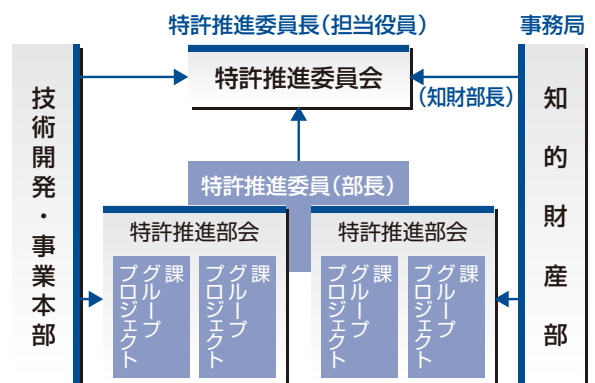 特許推進委員長(担当役員)
事務局
特許推進委員会
(知財部長)
技術開発・事業本部
知的財産部
特許推進委員(部長)
特許推進部会
課
グループ
プロジェクト
課
グループ
プロジェクト
特許推進部会
課
グループ
プロジェクト
課
グループ
プロジェクト